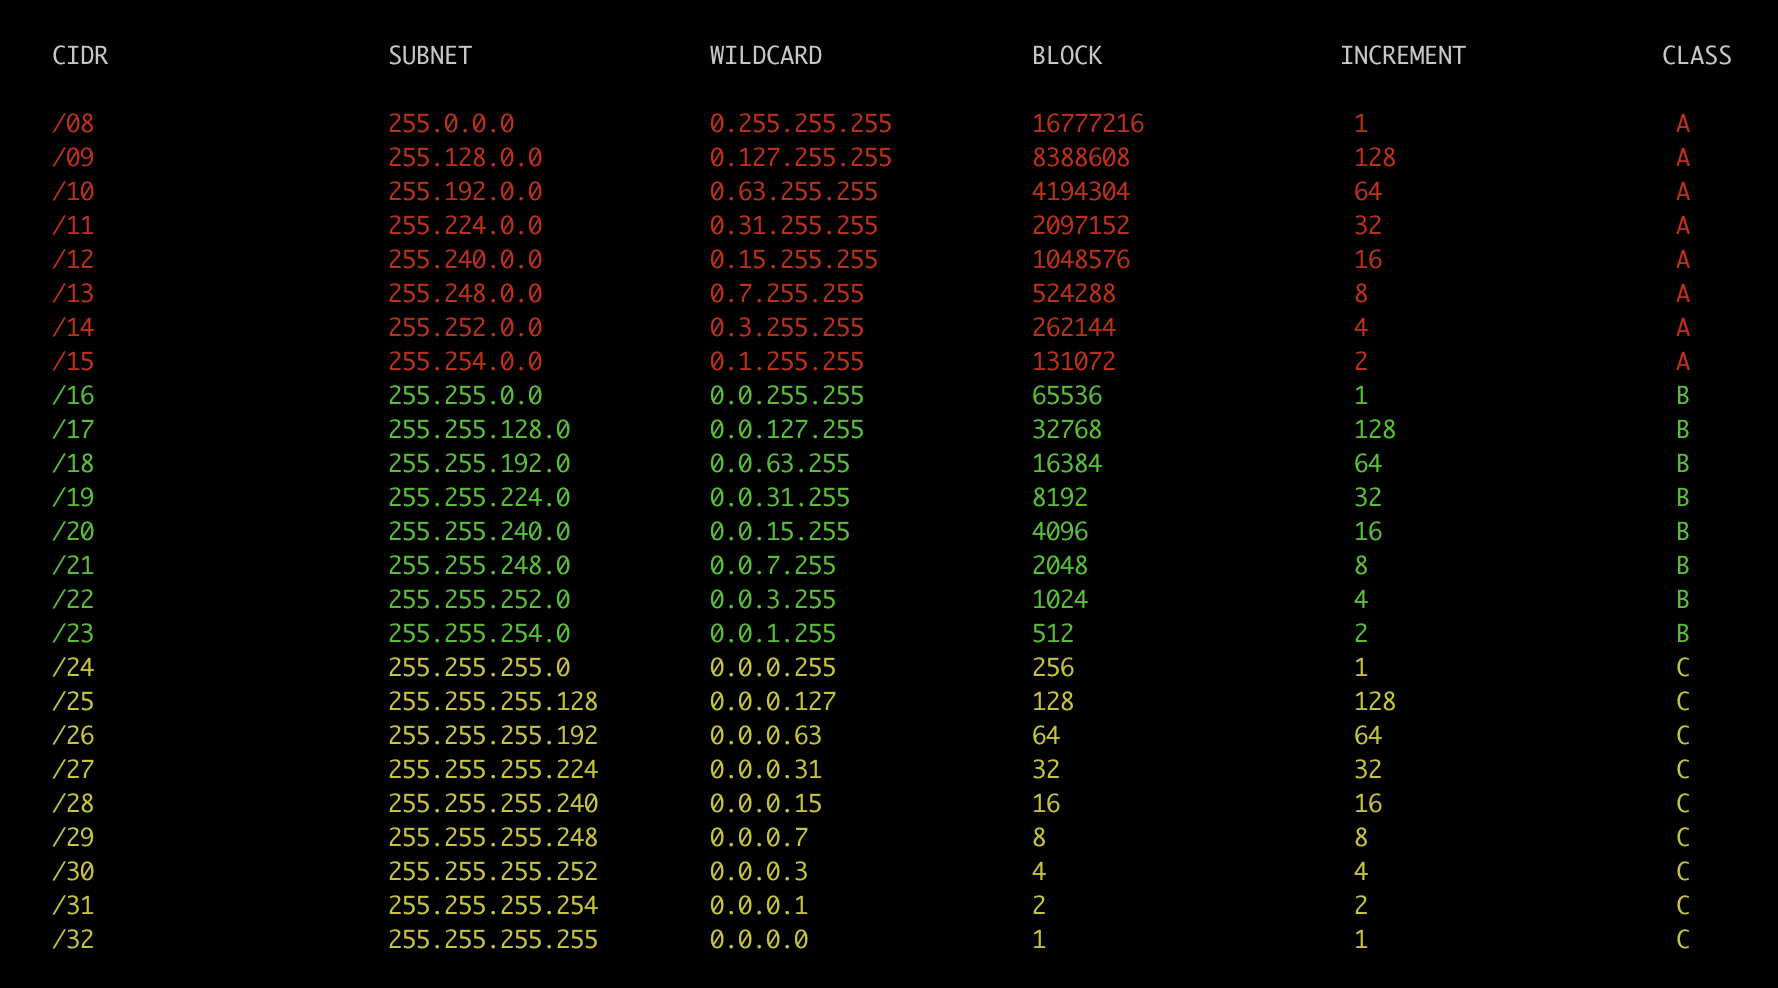 CIDR SUBNET WILDCARD BLOCK INCREMENT CLASS
/08 255.0.0.0 0.255.255.255 16777216 1 A
/09 255.128.0.0 0.127.255.255 8388608 128 A
/10 255.192.0.0 0.63.255.255 4194304 64 A
/11 255.224.0.0 0.31.255.255 2097152 32 A
/12 255.240.0.0 0.15.255.255 1048576 16 A
/13 255.248.0.0 0.7.255.255 524288 8 A
/14 255.252.0.0 0.3.255.255 262144 4 A
/15 255.254.0.0 0.1.255.255 131072 2 A
/16 255.255.0.0 0.0.255.255 65536 1 B
/17 255.255.128.0 0.0.127.255 32768 128 B
/18 255.255.192.0 0.0.63.255 16384 64 B
/19 255.255.224.0 0.0.31.255 8192 32 B
/20 255.255.240.0 0.0.15.255 4096 16 B
/21 255.255.248.0 0.0.7.255 2048 8 B
/22 255.255.252.0 0.0.3.255 1024 4 B
/23 255.255.254.0 0.0.1.255 512 2 B
/24 255.255.255.0 0.0.0.255 256 1 C
/25 255.255.255.128 0.0.0.127 128 128 C
/26 255.255.255.192 0.0.0.63 64 64 C
/27 255.255.255.224 0.0.0.31 32 32 C
/28 255.255.255.240 0.0.0.15 16 16 C
/29 255.255.255.248 0.0.0.7 8 8 C
/30 255.255.255.252 0.0.0.3 4 4 C
/31 255.255.255.254 0.0.0.1 2 2 C
/32 255.255.255.255 0.0.0.0 1 1 C